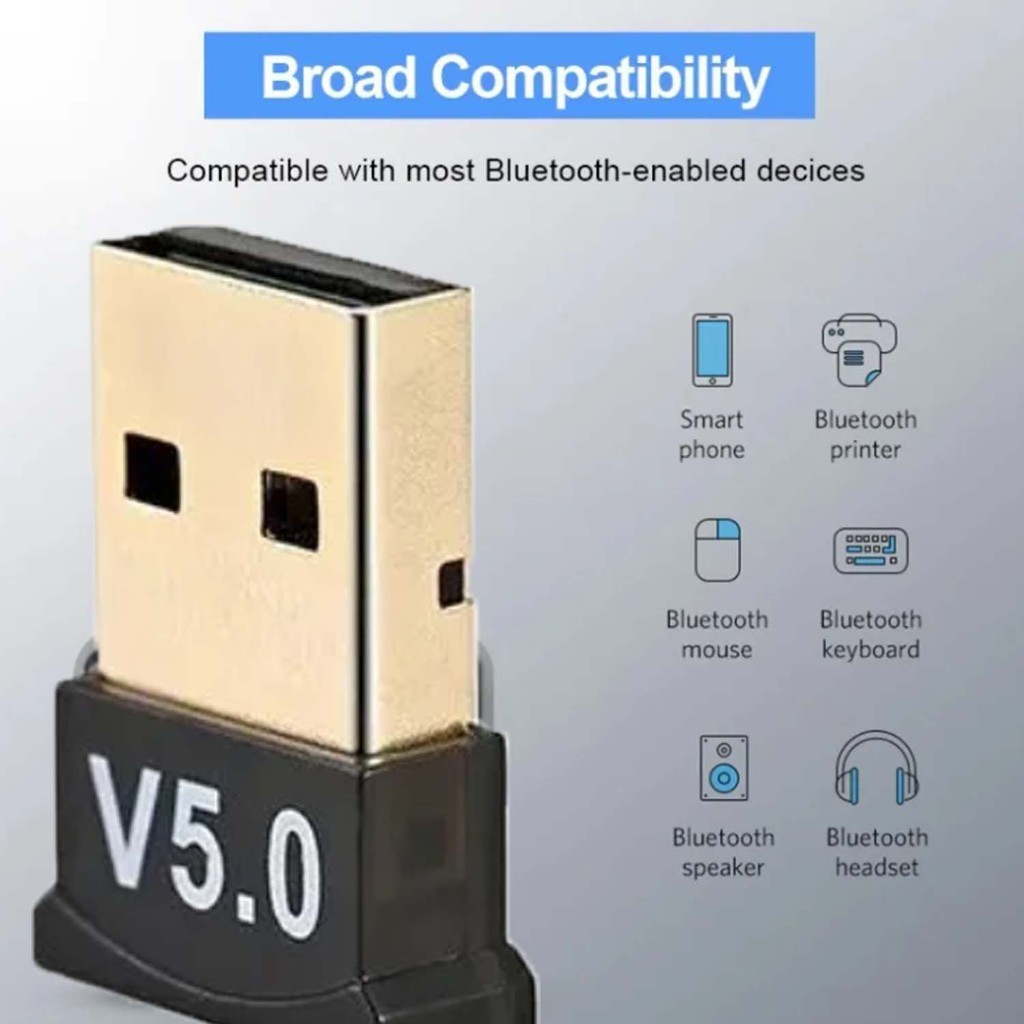 Broad Compatibility
Compatible with most Bluetooth-enabled decices
Smart
phone
Bluetooth
printer
Bluetooth
mouse
Bluetooth
keyboard
Bluetooth
speaker
Bluetooth
headset
V5.0